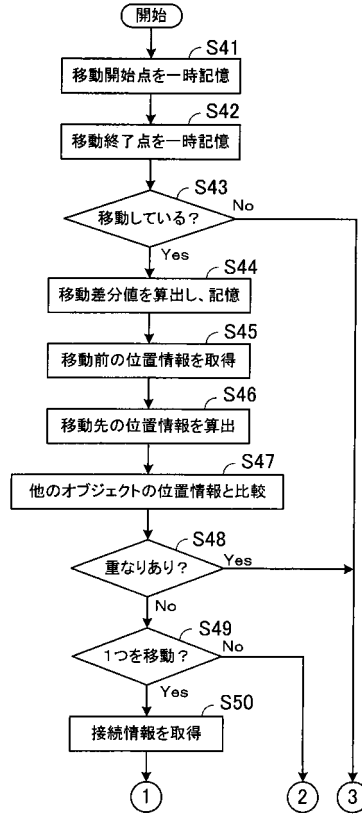 開始
S41
移動開始点を一時記憶
S42
移動終了点を一時記憶
S43
移動している？
No
Yes
S44
移動差分値を算出し、記憶
S45
移動前の位置情報を取得
S46
移動先の位置情報を算出
S47
他のオブジェクトの位置情報と比較
S48
重なりあり？
Yes
No
S49
1つを移動？
No
Yes
S50
接続情報を取得
1
2
3